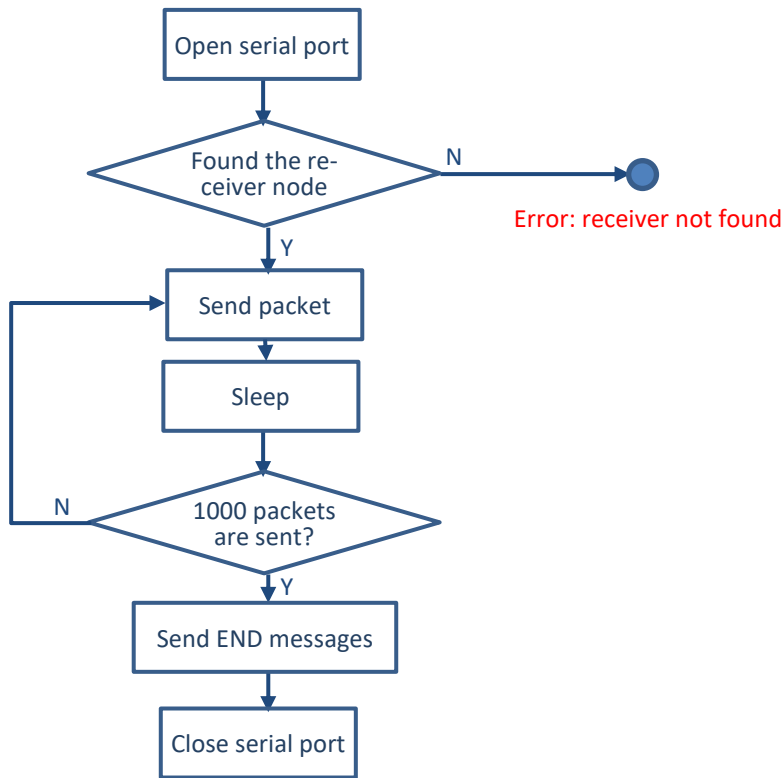 Open serial port
Found the re-
ceiver node
N
Error: receiver not found
Y
Send packet
Sleep
N
1000 packets
are sent?
Y
Send END messages
Close serial port